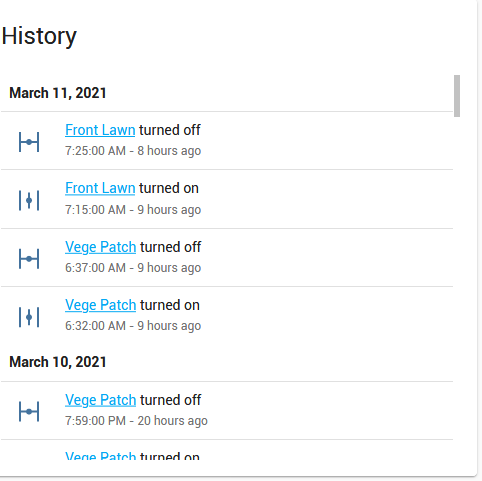 History
March 11, 2021
Front Lawn turned off
7:25:00 AM - 8 hours ago
Front Lawn turned on
7:15:00 AM - 9 hours ago
Vege Patch turned off
6:37:00 AM - 9 hours ago
Vege Patch turned on
6:32:00 AM - 9 hours ago
March 10, 2021
Vege Patch turned off
7:59:00 PM - 20 hours ago
Vege Patch turned on